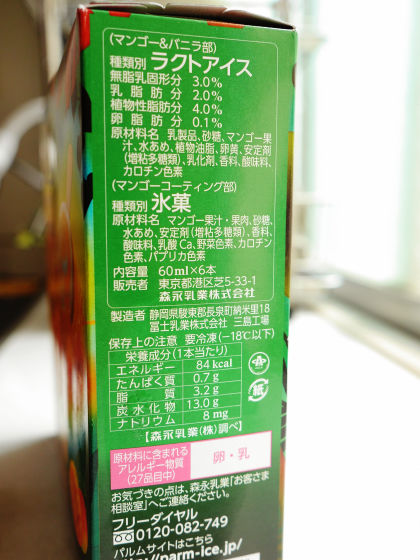 (マンゴー&バニラ部)
種類別 ラクトアイス
無脂乳固形分 3.0%
乳脂肪分 2.0%
植物性脂肪分 4.0%
卵脂肪分 0.1%
原材料名 乳製品、砂糖、マンゴー果
汁、水あめ、植物油脂、卵黄、安定剤
(増粘多糖類)、乳化剤、香料、酸味料、
カロチン色素
(マンゴーコーティング部)
種類別 氷菓
原材料名 マンゴー果汁・果肉、砂糖、
水あめ、安定剤(増粘多糖類)、香料、
酸味料、乳酸Ca、野菜色素、カロチン
色素、パプリカ色素
内容量 60ml×6本
販売者 東京都港区芝5-33-1
森永乳業株式会社
製造者 静岡県駿東郡長泉町納米里18
冨士乳業株式会社 三島工場
保存上の注意 要冷凍(-18℃以下)
栄養成分(1本当たり)
エネルギー 84kcal
たんぱく質 0.7g
脂質 3.2g
炭水化物 13.0g
ナトリウム 8mg
【森永乳業(株)調べ】
紙
原材料に含まれる
アレルギー物質
(27品目中)
卵・乳
お気づきの点は、森永乳業「お客さま
相談室」へご連絡ください。
フリーダイヤル
0120-082-749
パルムサイトはこちら